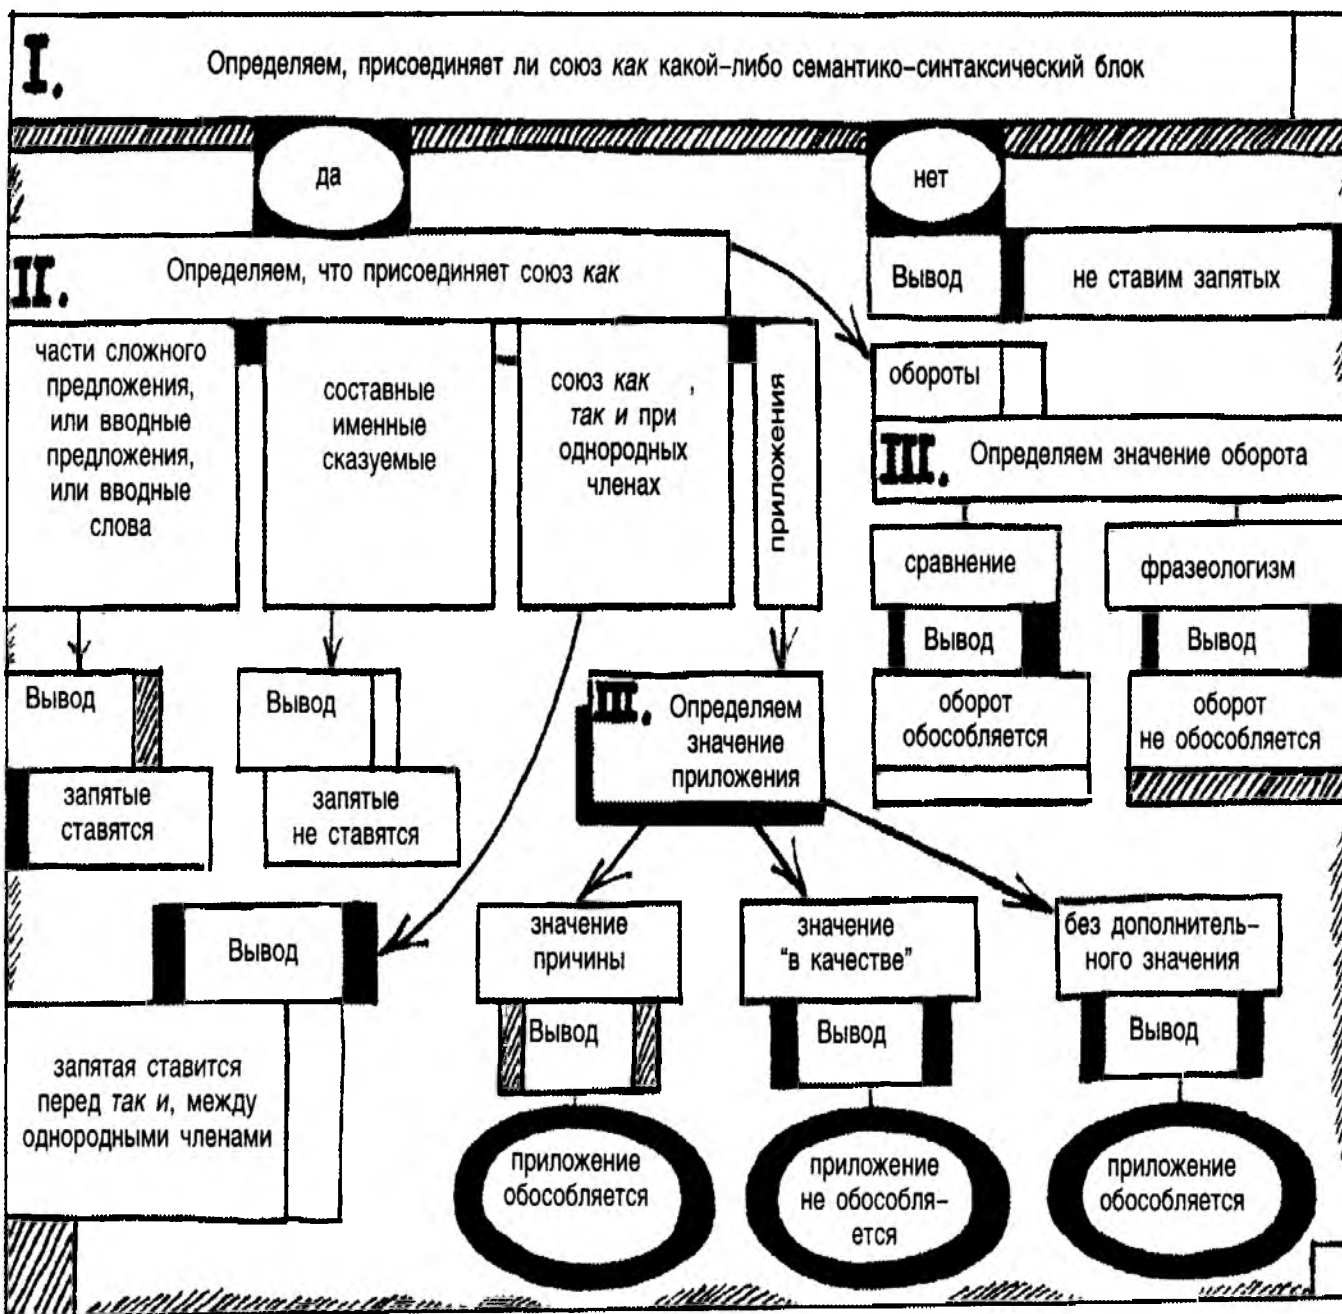 I. Определяем, присоединяет ли союз как какой-либо семантико-синтаксический блок
да
нет
Вывод
не ставим запятых
II. Определяем, что присоединяет союз как
части сложного
предложения,
или вводные
предложения,
или вводные
слова
составные
именные
сказуемые
союз как ,
так и при
однородных
членах
приложения
обороты
III. Определяем значение оборота
сравнение
фразеологизм
Вывод
Вывод
оборот
обособляется
оборот
не обособляется
Вывод
запятые
ставятся
Вывод
запятые
не ставятся
III. Определяем
значение
приложения
Вывод
запятая ставится
перед так и, между
однородными членами
значение
причины
значение
"в качестве"
без дополнитель-
ного значения
Вывод
Вывод
Вывод
приложение
обособляется
приложение
не обособля-
ется
приложение
обособляется